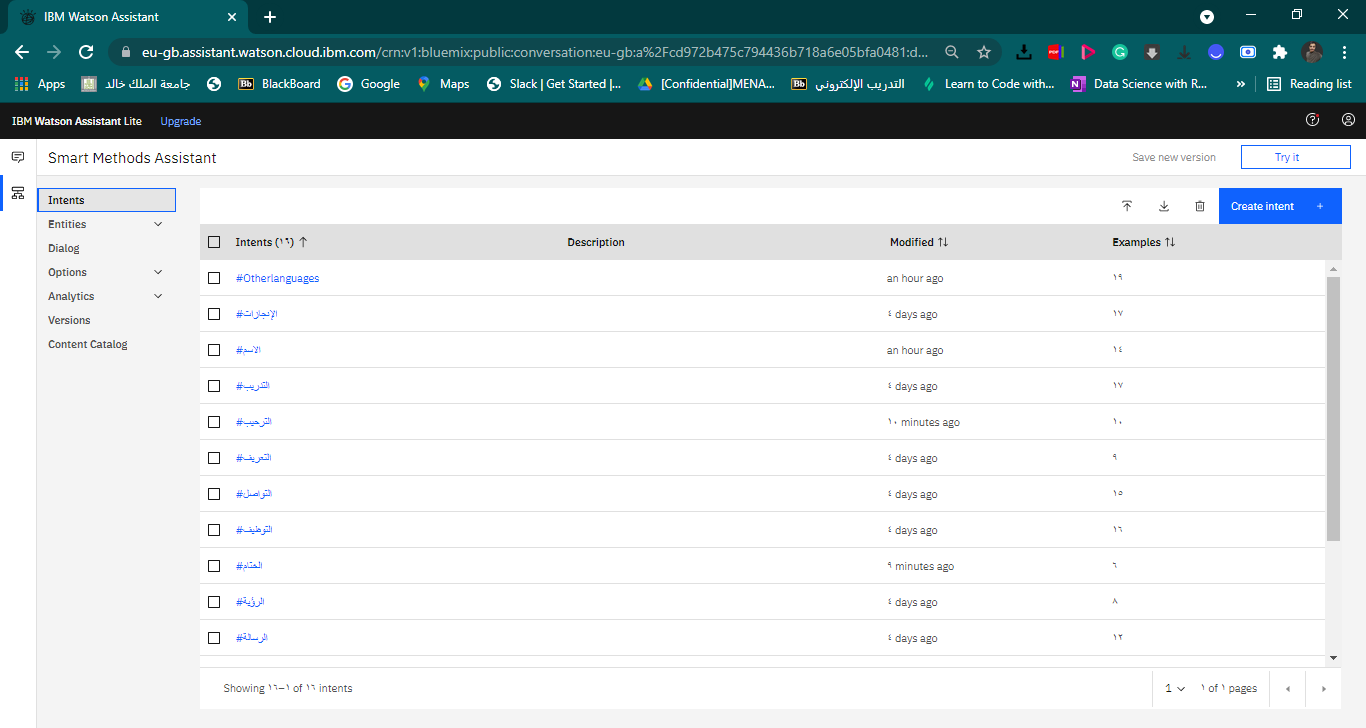 IBM Watson Assistant
eu-gb.assistant.watson.cloud.ibm.com/crn:v1:bluemix:public:conversation:eu-gb:a%2Fcd972b475c794436b718a6e05bfa0481:d...
Apps جامعة الملك خالد Bb BlackBoard Google Maps Slack | Get Started |... [Confidential]MENA... Bb التدريب الإلكتروني Learn to Code with... N Data Science with R... » Reading list
IBM Watson Assistant Lite Upgrade
Smart Methods Assistant Save new version Try it
Intents
Entities
Dialog
Options
Analytics
Versions
Content Catalog
Create intent +
Intents (١٦) Description Modified Examples
#Otherlanguages an hour ago ١٩
#الإنجازات ٤ days ago ١٧
#الاسم an hour ago ١٤
#التدريب ٤ days ago ١٧
#الترحيب ١٠ minutes ago ١٠
#التعريف ٤ days ago ٩
#التواصل ٤ days ago ١٥
#التوظيف ٤ days ago ١٦
#الختام ٩ minutes ago ٦
#الرؤية ٤ days ago ٨
#الرسالة ٤ days ago ١٢
Showing ١٦–١ of ١٦ intents 1 ١ of ١ pages